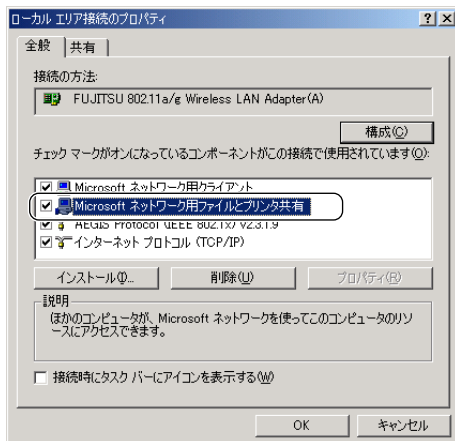 ローカル エリア接続のプロパティ
全般
共有
接続の方法:
FUJITSU 802.11a/g Wireless LAN Adapter(A)
構成(C)
チェック マークがオンになっているコンポーネントがこの接続で使用されています(O):
Microsoft ネットワーク用クライアント
Microsoft ネットワーク用ファイルとプリンタ共有
AEGIS Protocol (IEEE 802.1x) v2.3.1.9
インターネット プロトコル (TCP/IP)
インストール(I)...
削除(U)
プロパティ(R)
説明
ほかのコンピュータが、Microsoft ネットワークを使ってこのコンピュータのリソ
ースにアクセスできます。
接続時にタスク バーにアイコンを表示する(W)
OK
キャンセル